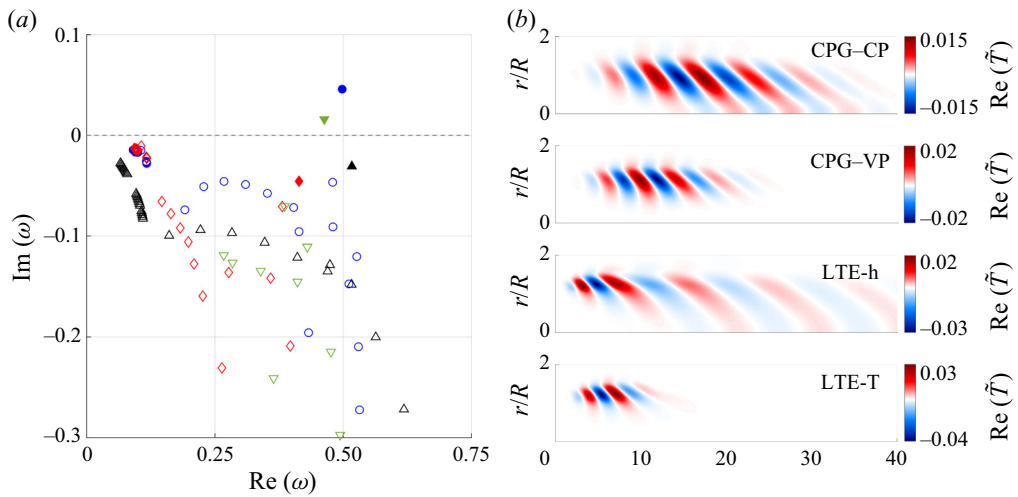 (a)
0.1
0
−0.1
−0.2
−0.3
Im (ω)
0
0.25
0.50
0.75
Re (ω)
(b)
2
0
r/R
CPG–CP
0.015
−0.015
Re (T̃)
2
0
r/R
CPG–VP
0.02
−0.02
Re (T̃)
2
0
r/R
LTE-h
0.02
−0.03
Re (T̃)
2
r/R
LTE-T
0.03
−0.04
Re (T̃)
0
10
20
30
40